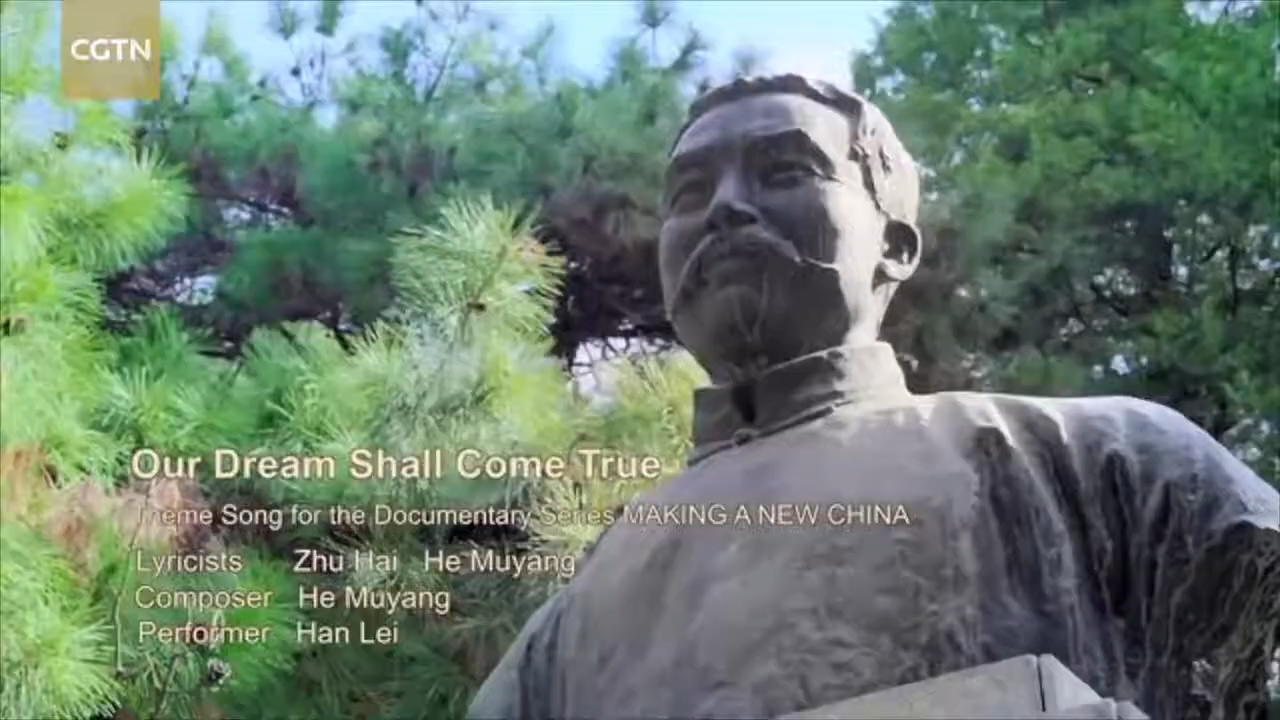 CGTN
Our Dream Shall Come True
Theme Song for the Documentary Series MAKING A NEW CHINA
Lyricists Zhu Hai He Muyang
Composer He Muyang
Performer Han Lei